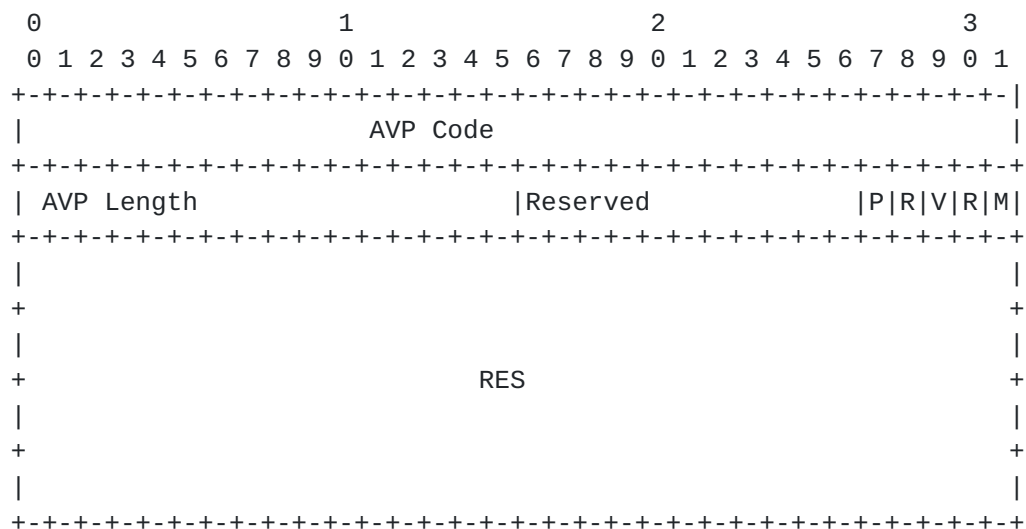 0                   1                   2                   3
 0 1 2 3 4 5 6 7 8 9 0 1 2 3 4 5 6 7 8 9 0 1 2 3 4 5 6 7 8 9 0 1
+-+-+-+-+-+-+-+-+-+-+-+-+-+-+-+-+-+-+-+-+-+-+-+-+-+-+-+-+-+-+-+-|
|                      AVP Code                                 |
+-+-+-+-+-+-+-+-+-+-+-+-+-+-+-+-+-+-+-+-+-+-+-+-+-+-+-+-+-+-+-+-+
| AVP Length                    |Reserved             |P|R|V|R|M|
+-+-+-+-+-+-+-+-+-+-+-+-+-+-+-+-+-+-+-+-+-+-+-+-+-+-+-+-+-+-+-+-+
|                                                               |
+                                                               +
|                                                               |
+                             RES                               +
|                                                               |
+                                                               +
|                                                               |
+-+-+-+-+-+-+-+-+-+-+-+-+-+-+-+-+-+-+-+-+-+-+-+-+-+-+-+-+-+-+-+-+